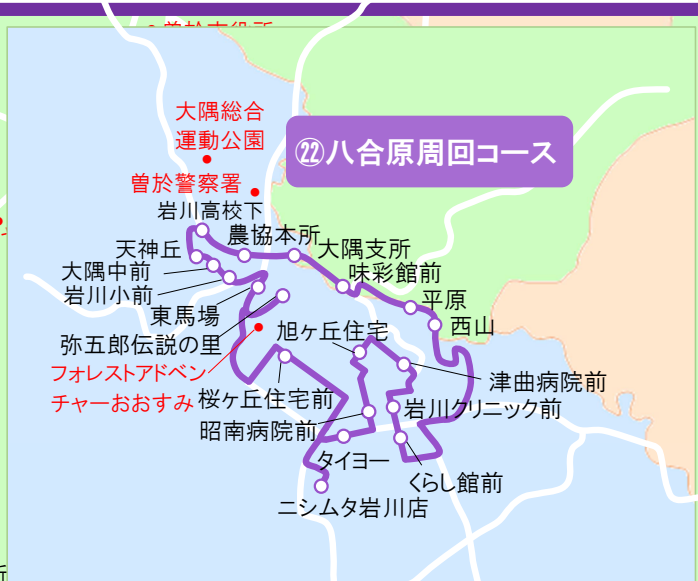 曽於市役所
大隅総合
運動公園
㉒八合原周回コース
曽於警察署
岩川高校下
農協本所
天神丘
大隅支所
大隅中前
味彩館前
岩川小前
平原
東馬場
西山
旭ヶ丘住宅
弥五郎伝説の里
フォレストアドベン
チャーおおすみ
津曲病院前
桜ヶ丘住宅前
岩川クリニック前
昭南病院前
タイヨー
くらし館前
ニシムタ岩川店